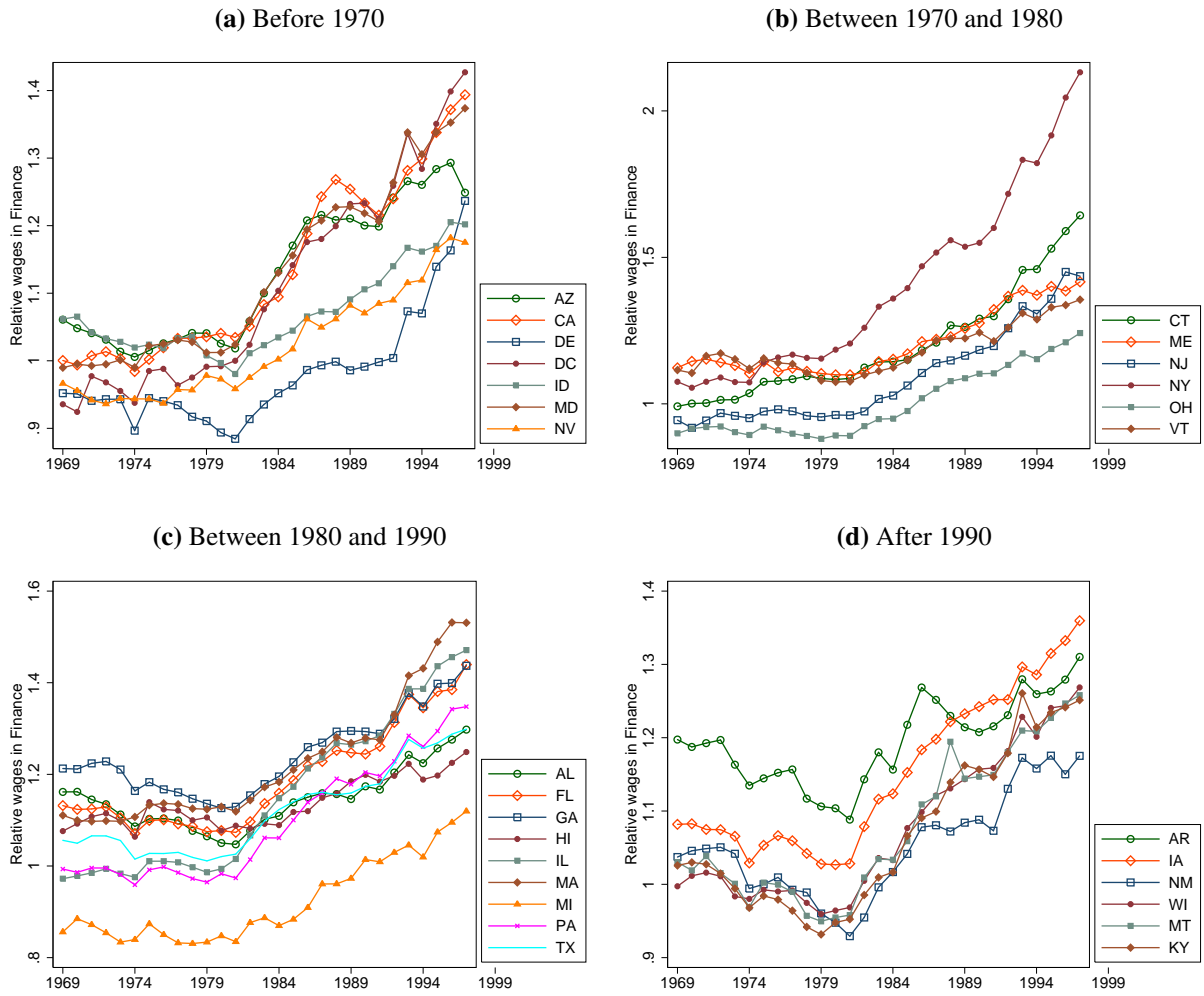 (a) Before 1970
Relative wages in Finance
.9
1
1.1
1.2
1.3
1.4
1969
1974
1979
1984
1989
1994
1999
AZ
CA
DE
DC
ID
MD
NV
(b) Between 1970 and 1980
Relative wages in Finance
1
1.5
2
1969
1974
1979
1984
1989
1994
1999
CT
ME
NJ
NY
OH
VT
(c) Between 1980 and 1990
Relative wages in Finance
.8
1
1.2
1.4
1.6
1969
1974
1979
1984
1989
1994
1999
AL
FL
GA
HI
IL
MA
MI
PA
TX
(d) After 1990
Relative wages in Finance
.9
1
1.1
1.2
1.3
1.4
1969
1974
1979
1984
1989
1994
1999
AR
IA
NM
WI
MT
KY